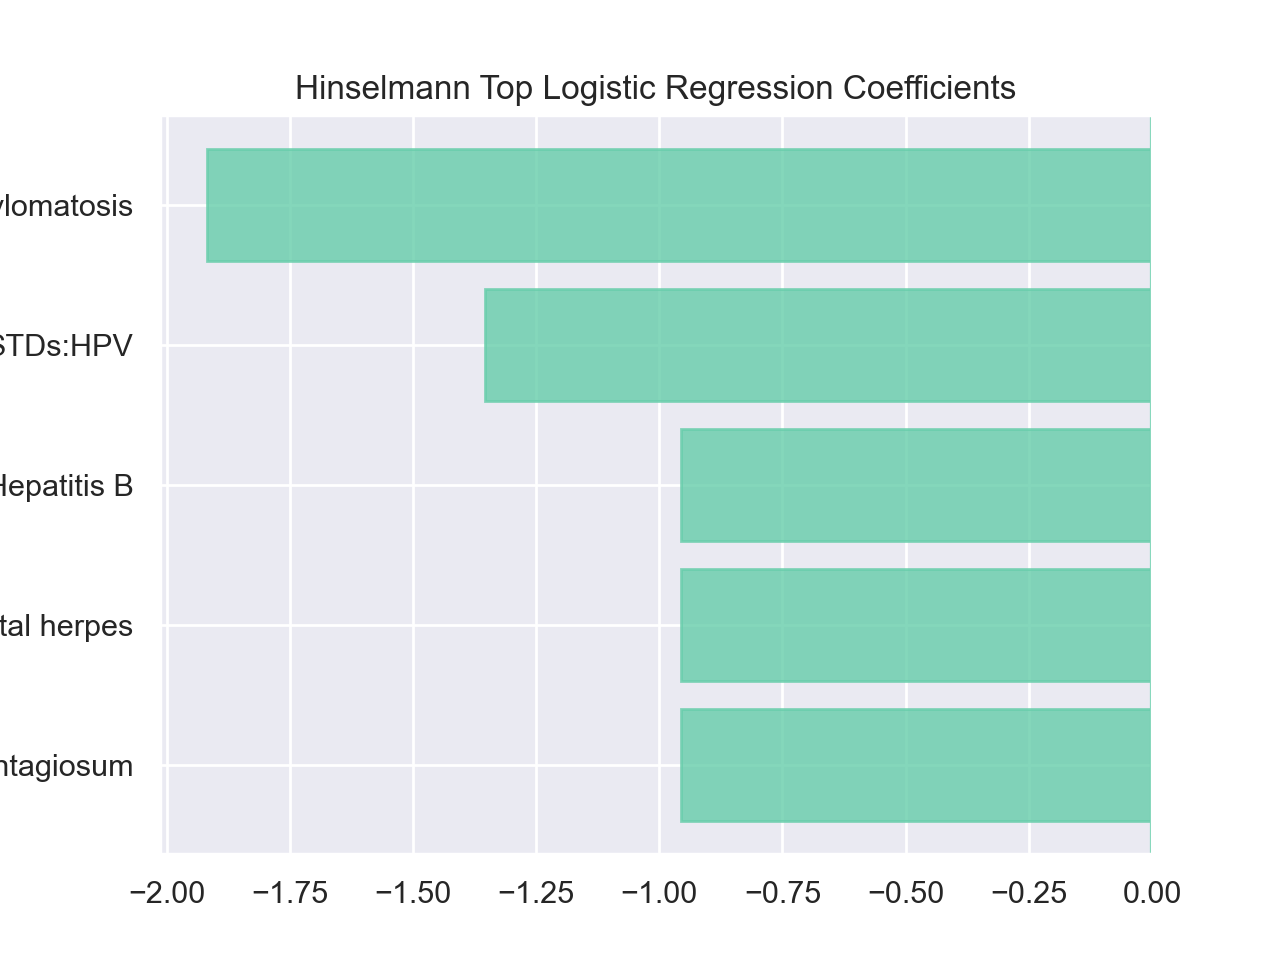 Hinselmann Top Logistic Regression Coefficients
ylomatosis
STDs:HPV
Hepatitis B
tal herpes
ntagiosum
−2.00 −1.75 −1.50 −1.25 −1.00 −0.75 −0.50 −0.25 0.00